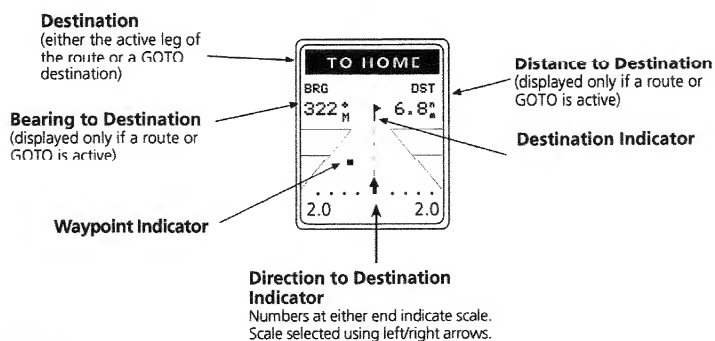 Destination
(either the active leg of
the route or a GOTO
destination)
Bearing to Destination
(displayed only if a route or
GOTO is active)
Waypoint Indicator
TO HOME
BRG DST
322°M 6.8nm
2.0 2.0
Distance to Destination
(displayed only if a route or
GOTO is active)
Destination Indicator
Direction to Destination
Indicator
Numbers at either end indicate scale.
Scale selected using left/right arrows.